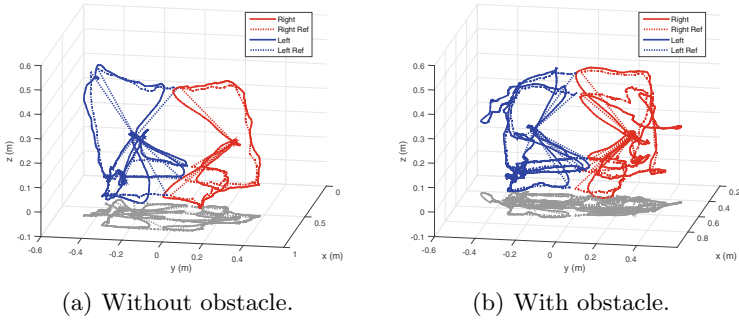 Right
Right Ref
Left
Left Ref
0.6
0.5
0.4
0.3
0.2
0.1
0
-0.1
z (m)
-0.6
-0.4
-0.2
0
0.2
0.4
y (m)
1
0.5
0
x (m)
(a) Without obstacle.
Right
Right Ref
Left
Left Ref
0.6
0.5
0.4
0.3
0.2
0.1
0
-0.1
z (m)
-0.6
-0.4
-0.2
0
0.2
0.4
y (m)
0.8
0.6
0.4
0.2
x (m)
(b) With obstacle.